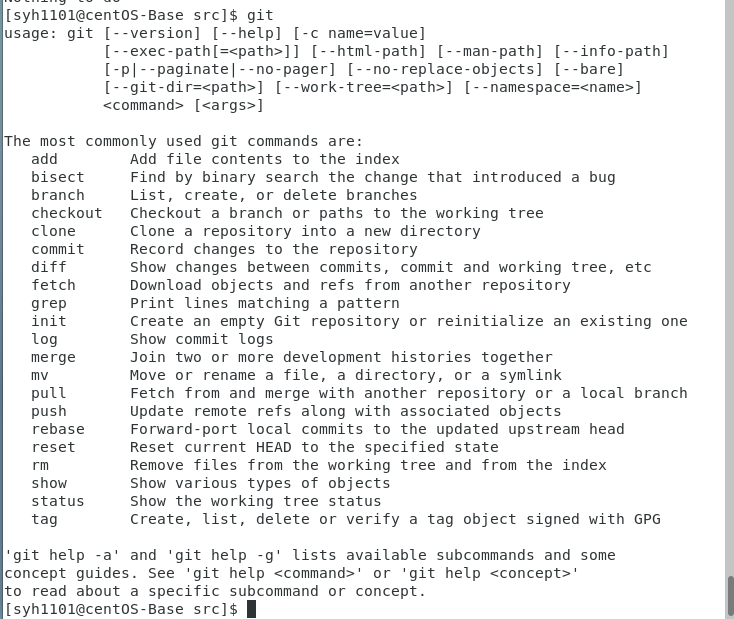 Nothing to do
[syh1101@centOS-Base src]$ git
usage: git [--version] [--help] [-c name=value]
           [--exec-path[=<path>]] [--html-path] [--man-path] [--info-path]
           [-p|--paginate|--no-pager] [--no-replace-objects] [--bare]
           [--git-dir=<path>] [--work-tree=<path>] [--namespace=<name>]
           <command> [<args>]

The most commonly used git commands are:
   add        Add file contents to the index
   bisect     Find by binary search the change that introduced a bug
   branch     List, create, or delete branches
   checkout   Checkout a branch or paths to the working tree
   clone      Clone a repository into a new directory
   commit     Record changes to the repository
   diff       Show changes between commits, commit and working tree, etc
   fetch      Download objects and refs from another repository
   grep       Print lines matching a pattern
   init       Create an empty Git repository or reinitialize an existing one
   log        Show commit logs
   merge      Join two or more development histories together
   mv         Move or rename a file, a directory, or a symlink
   pull       Fetch from and merge with another repository or a local branch
   push       Update remote refs along with associated objects
   rebase     Forward-port local commits to the updated upstream head
   reset      Reset current HEAD to the specified state
   rm         Remove files from the working tree and from the index
   show       Show various types of objects
   status     Show the working tree status
   tag        Create, list, delete or verify a tag object signed with GPG

'git help -a' and 'git help -g' lists available subcommands and some
concept guides. See 'git help <command>' or 'git help <concept>'
to read about a specific subcommand or concept.
[syh1101@centOS-Base src]$